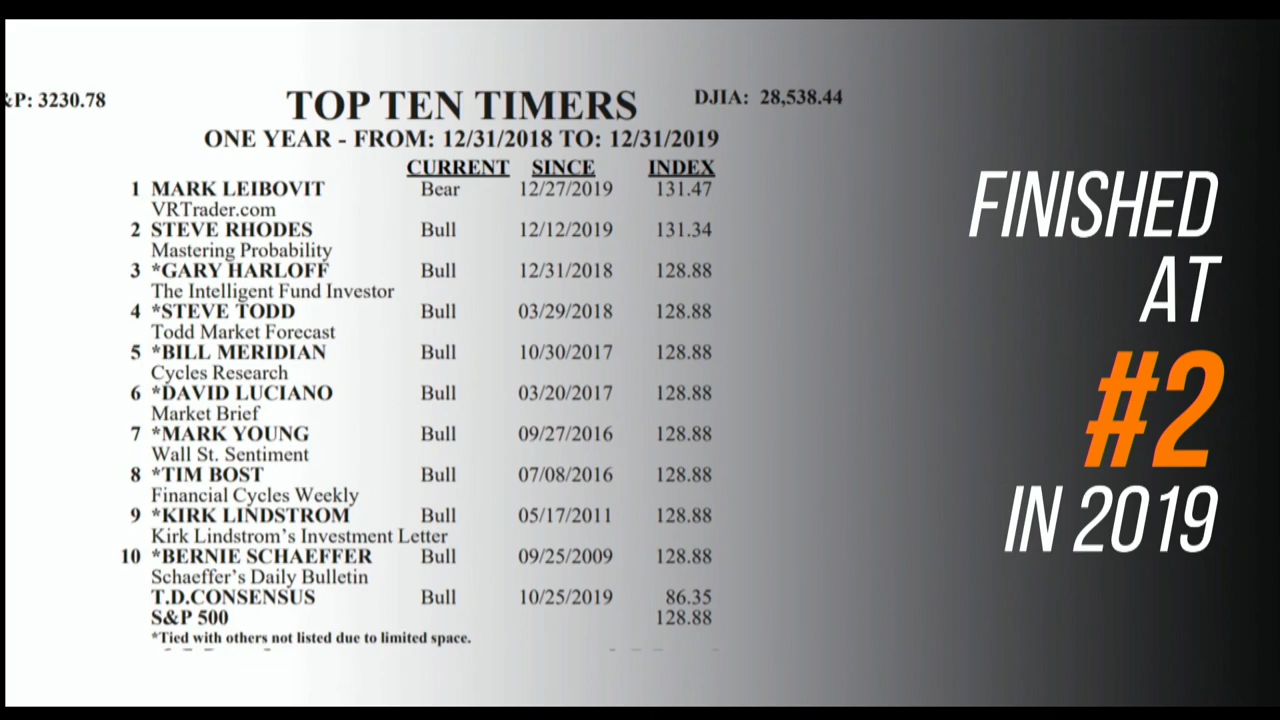 &P: 3230.78
TOP TEN TIMERS
DJIA: 28,538.44
ONE YEAR - FROM: 12/31/2018 TO: 12/31/2019
CURRENT SINCE INDEX
1 MARK LEIBOVIT Bear 12/27/2019 131.47
VRTrader.com
2 STEVE RHODES Bull 12/12/2019 131.34
Mastering Probability
3 *GARY HARLOFF Bull 12/31/2018 128.88
The Intelligent Fund Investor
4 *STEVE TODD Bull 03/29/2018 128.88
Todd Market Forecast
5 *BILL MERIDIAN Bull 10/30/2017 128.88
Cycles Research
6 *DAVID LUCIANO Bull 03/20/2017 128.88
Market Brief
7 *MARK YOUNG Bull 09/27/2016 128.88
Wall St. Sentiment
8 *TIM BOST Bull 07/08/2016 128.88
Financial Cycles Weekly
9 *KIRK LINDSTROM Bull 05/17/2011 128.88
Kirk Lindstrom's Investment Letter
10 *BERNIE SCHAEFFER Bull 09/25/2009 128.88
Schaeffer's Daily Bulletin
T.D.CONSENSUS Bull 10/25/2019 86.35
S&P 500 128.88
*Tied with others not listed due to limited space.
FINISHED
AT
#2
IN 2019